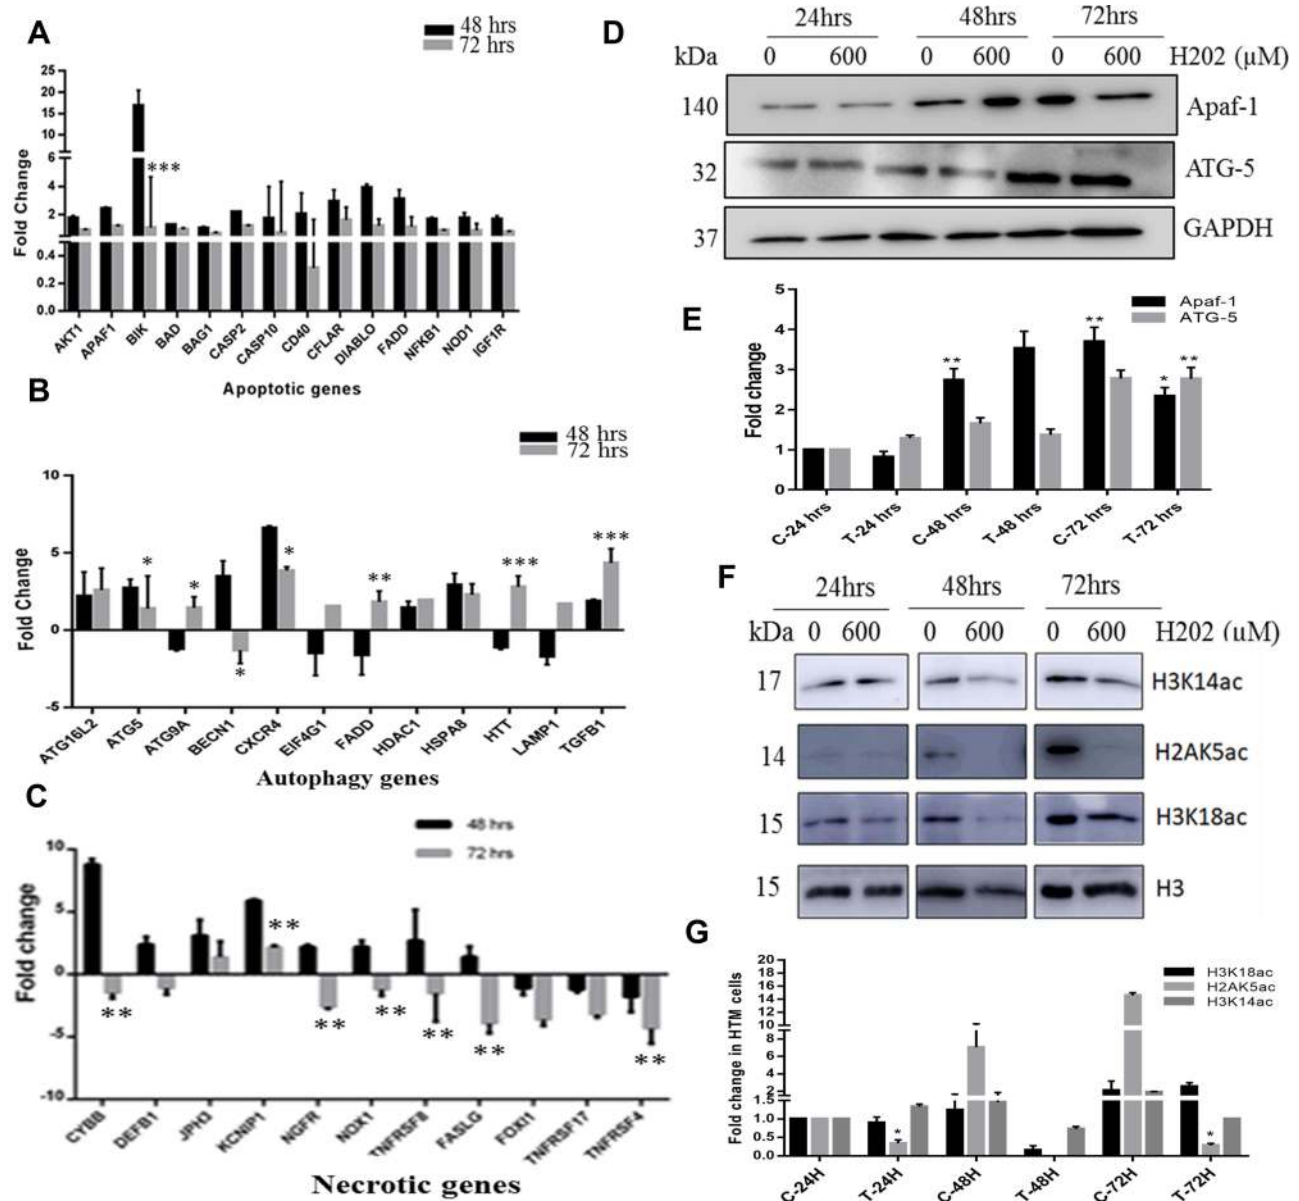 A
48 hrs
72 hrs
25
20
15
10
6
4
2
0.4
0.2
0.0
Fold Change
***
AKT1
APAF1
BIK
BAD
BAG1
CASP2
CASP10
CD40
CFLAR
DIABLO
FADD
NFKB1
NOD1
IGF1R
Apoptotic genes
B
48 hrs
72 hrs
10
5
0
-5
Fold Change
*
*
*
*
**
***
***
ATG16L2
ATG5
ATG9A
BECN1
CXCR4
EIF4G1
FADD
HDAC1
HSPA8
HTT
LAMP1
TGFB1
Autophagy genes
C
48 hrs
72 hrs
10
5
0
-5
-10
Fold change
**
**
**
**
**
**
**
CYBB
DEFB1
JPH3
KCNIP1
NGFR
NOX1
TNFRSF8
FASLG
FOXI1
TNFRSF17
TNFRSF4
Necrotic genes
D
24hrs 48hrs 72hrs
kDa 0 600 0 600 0 600 H202 (µM)
140 Apaf-1
32 ATG-5
37 GAPDH
E
Apaf-1
ATG-5
5
4
3
2
1
0
Fold change
**
**
*
**
C-24 hrs
T-24 hrs
C-48 hrs
T-48 hrs
C-72 hrs
T-72 hrs
F
24hrs 48hrs 72hrs
kDa 0 600 0 600 0 600 H202 (µM)
17 H3K14ac
14 H2AK5ac
15 H3K18ac
15 H3
G
H3K18ac
H2AK5ac
H3K14ac
20
18
16
14
12
10
8
6
4
2
1.5
1.0
0.5
0.0
Fold change in HTM cells
*
*
C-24H
T-24H
C-48H
T-48H
C-72H
T-72H